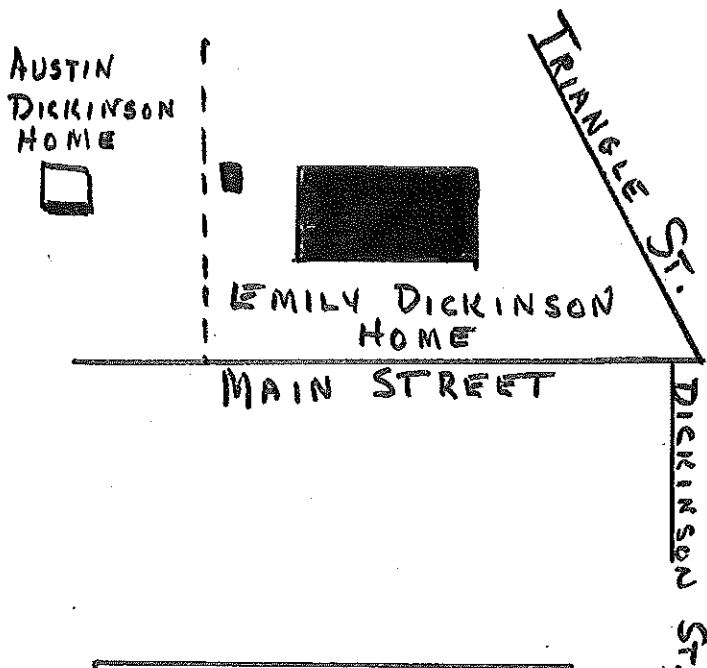 AUSTIN
DICKINSON
HOME
TRIANGLE ST.
EMILY DICKINSON
HOME
MAIN STREET
DICKINSON ST.